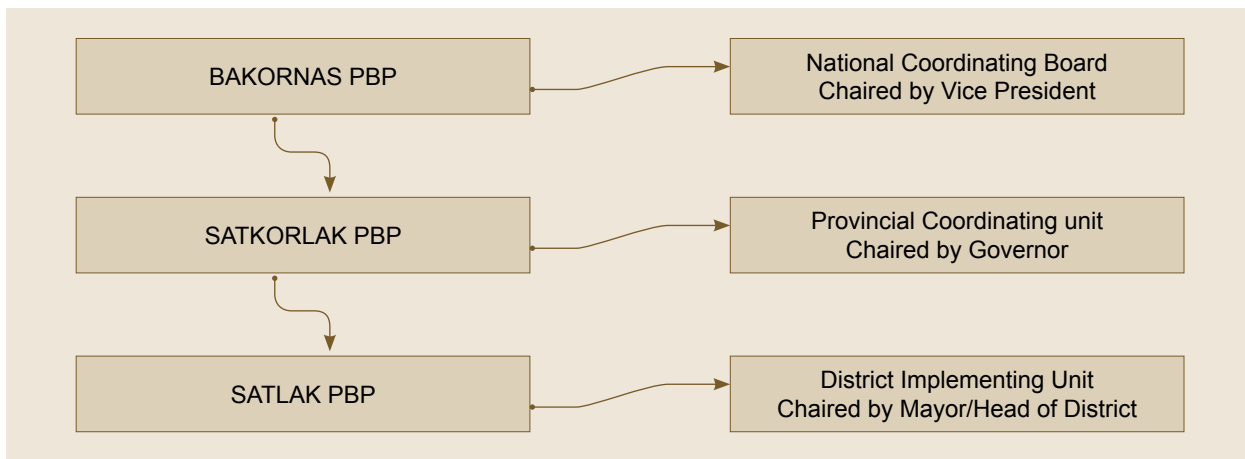 BAKORNAS PBP
National Coordinating Board
Chaired by Vice President
SATKORLAK PBP
Provincial Coordinating unit
Chaired by Governor
SATLAK PBP
District Implementing Unit
Chaired by Mayor/Head of District